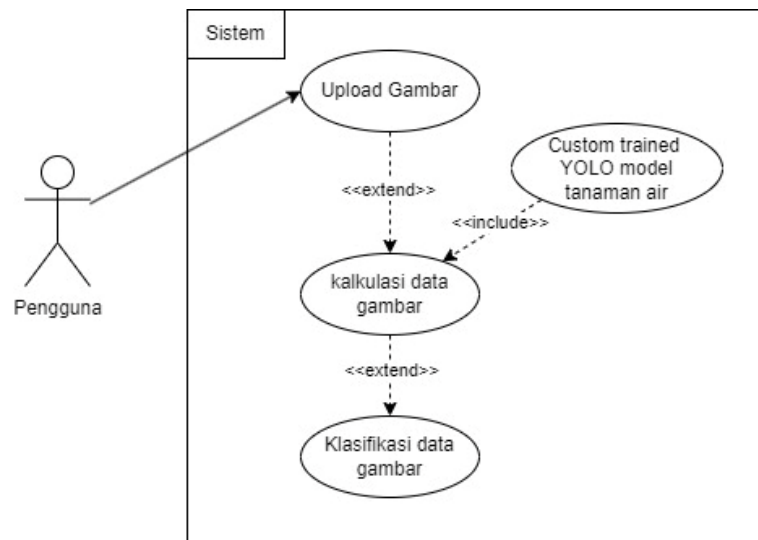 Sistem
Upload Gambar
Custom trained
YOLO model
tanaman air
<<extend>>
<<include>>
kalkulasi data
gambar
Pengguna
<<extend>>
Klasifikasi data
gambar